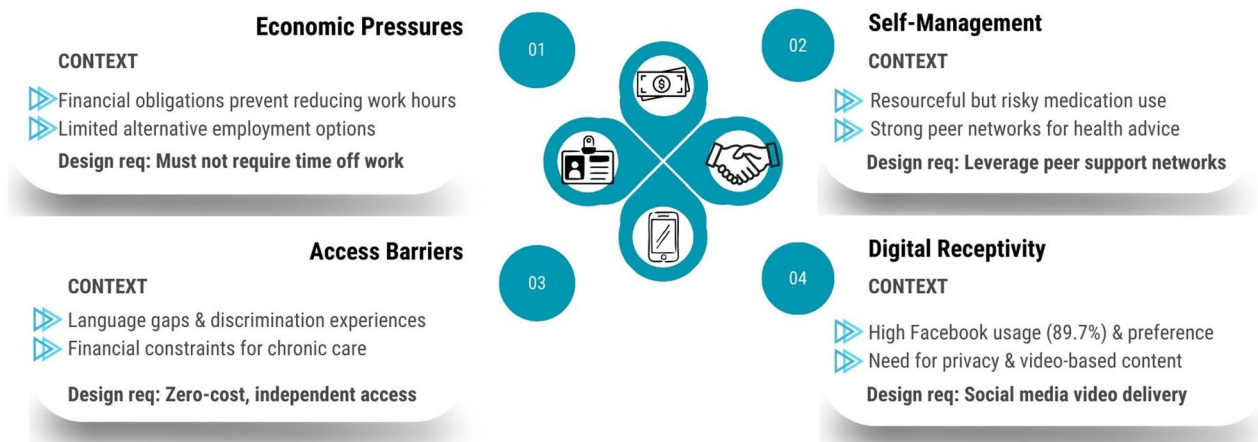 Economic Pressures
CONTEXT
Financial obligations prevent reducing work hours
Limited alternative employment options
Design req: Must not require time off work
01
02
Self-Management
CONTEXT
Resourceful but risky medication use
Strong peer networks for health advice
Design req: Leverage peer support networks
Access Barriers
CONTEXT
Language gaps & discrimination experiences
Financial constraints for chronic care
Design req: Zero-cost, independent access
03
04
Digital Receptivity
CONTEXT
High Facebook usage (89.7%) & preference
Need for privacy & video-based content
Design req: Social media video delivery